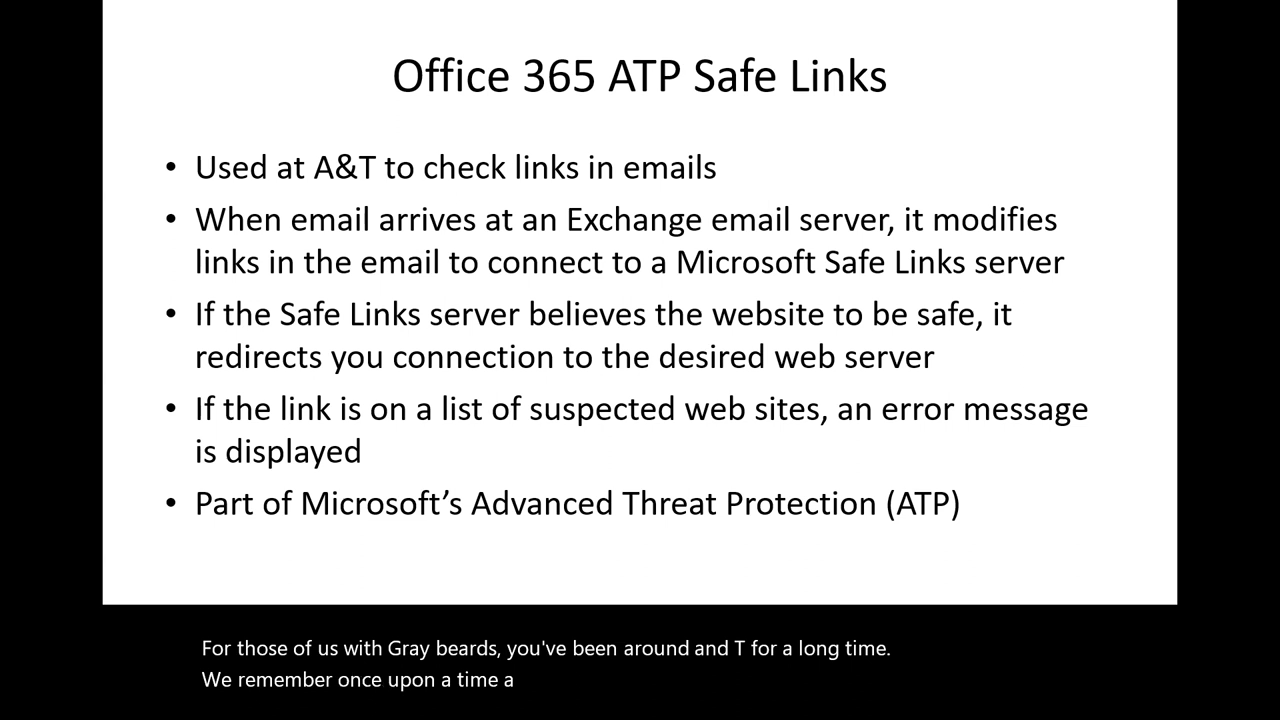 Office 365 ATP Safe Links
• Used at A&T to check links in emails
• When email arrives at an Exchange email server, it modifies
links in the email to connect to a Microsoft Safe Links server
• If the Safe Links server believes the website to be safe, it
redirects you connection to the desired web server
• If the link is on a list of suspected web sites, an error message
is displayed
• Part of Microsoft’s Advanced Threat Protection (ATP)
For those of us with Gray beards, you've been around and T for a long time.
We remember once upon a time a